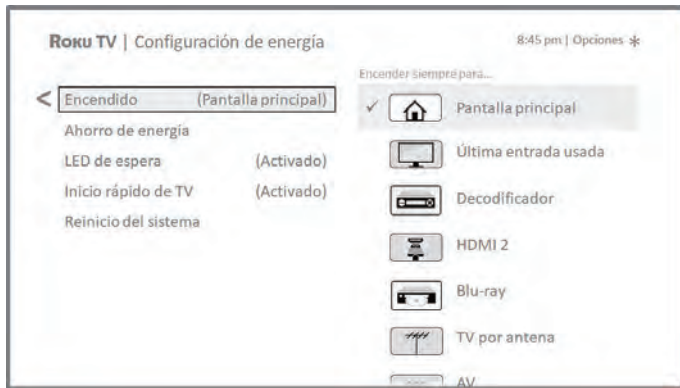 Roku TV | Configuración de energía
8:45 pm | Opciones *
Encender siempre para...
< Encendido (Pantalla principal)
Ahorro de energía
LED de espera (Activado)
Inicio rápido de TV (Activado)
Reinicio del sistema
✓ Pantalla principal
Última entrada usada
Decodificador
HDMI 2
Blu-ray
TV por antena
AV